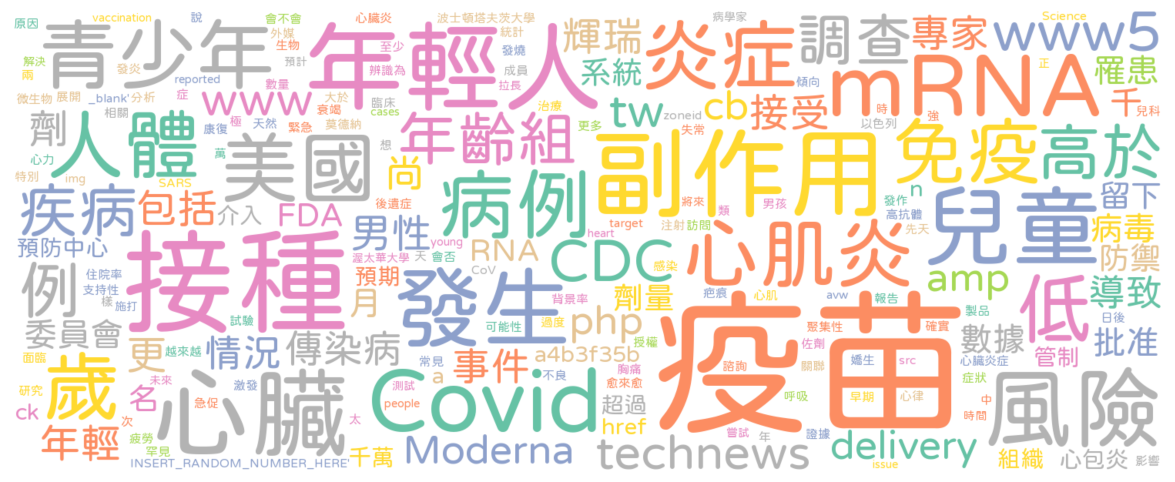 原因 vaccination 說 會不會 心臟炎 波士頓塔夫茨大學 病學家 Science
青少年 外媒 年輕人 統計 輝瑞 炎症 調查 專家 www5
解決 生物 至少 發燒 正
雨 發炎 預計 辨識為 成員 系統 傾向 mRNA 罹患
微生物 展開 _blank' 分析 reported 數量 拉長
相關 症 www 大於 臨床 治療 tw cb 接受 時 千 兒科
劑 康復 極 衰竭 cases 更多 zoneid 以色列 強
人體 天然 緊急 莫德納 年齡組 失常 免疫 高於
心力 萬 美國 想 尚 副作用
特別 img SARS 病例 將來 類 男孩 n 發作 兒童 留下
疾病 包括 介入 FDA 後遺症 target 注射 訪問 高抗體 病毒
預防中心 男性 young heart 先天 防禦
渥太華大學 天 會否 RNA CDC 心肌炎
例 住院率 接種 預期 CoV 感染 amp
支持性 樣 施打 月 發生 背景率 劑量 疤痕 心肌 avw 報告 低 導致
委員會 試驗 可能性 過度 php 疫苗 聚集性 確實 製品 日後
面臨 越來越 更 情況 傳染病 事件 授權 佐劑 數據 批准
歲 常見 a4b3f35b 諮詢 關聯 嬌生 src 心臟炎症 管制
研究 未來 激發 心臟 a 不良 胸痛 愈來愈 症狀
ck 名 急促 Covid 測試 people 超過 呼吸 早期 心律 中 風險
次 太 href 嘗試 年 證據 時間
年輕 疲勞 罕見 Moderna technews delivery
INSERT_RANDOM_NUMBER_HERE' 千萬 issue 組織 心包炎 影響